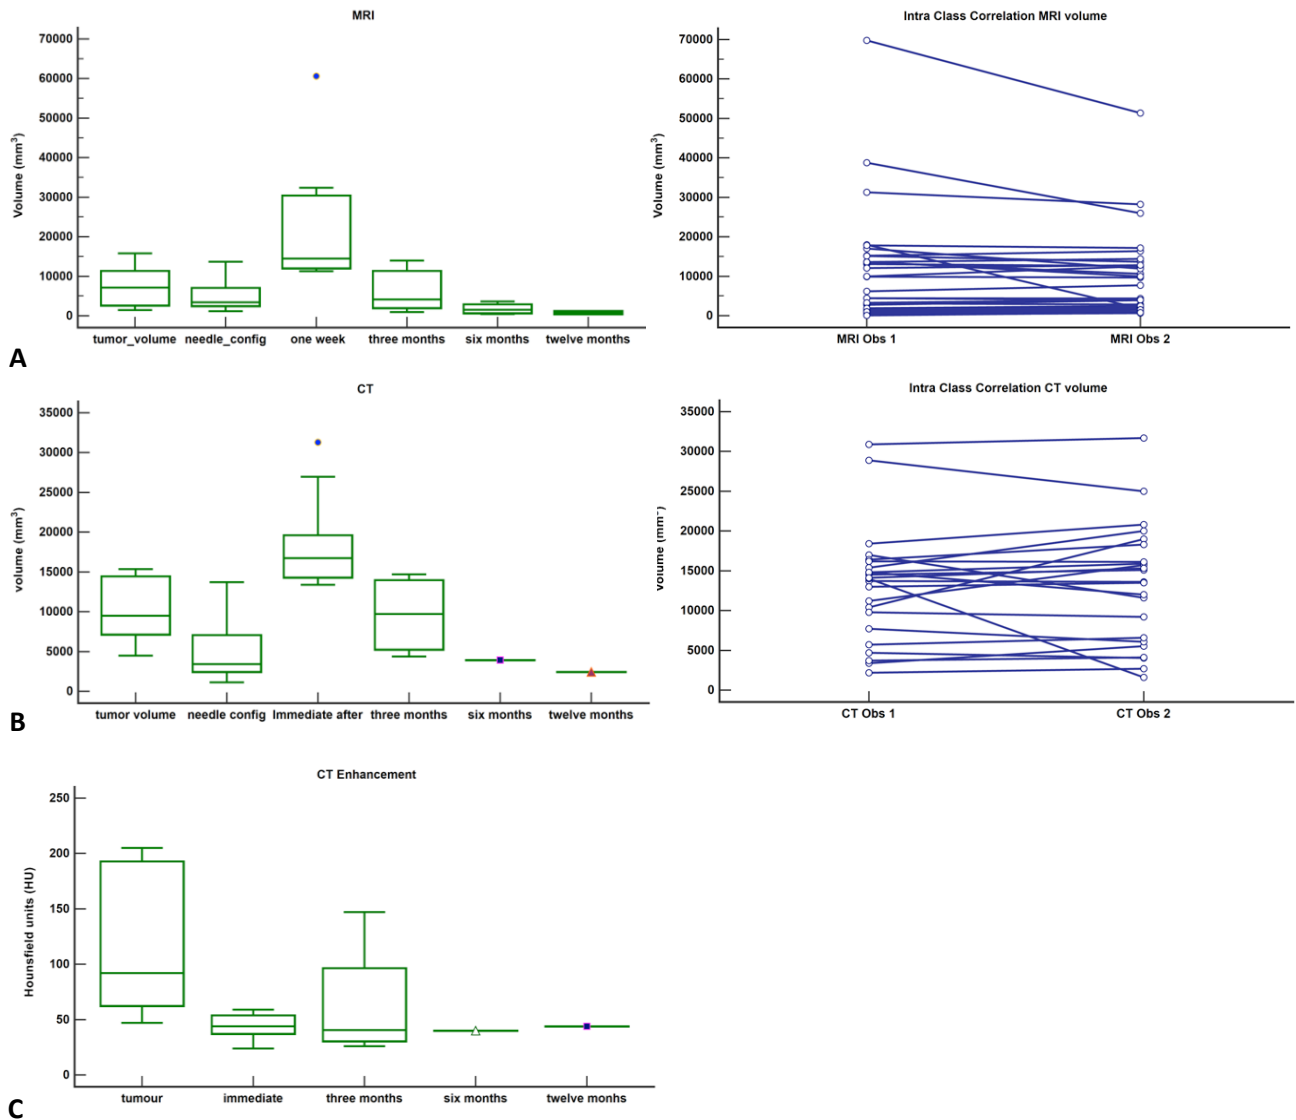 MRI
Volume (mm³)
70000
60000
50000
40000
30000
20000
10000
0
tumor_volume needle_config one week three months six months twelve months
A
Intra Class Correlation MRI volume
Volume (mm³)
70000
60000
50000
40000
30000
20000
10000
0
MRI Obs 1 MRI Obs 2
CT
volume (mm³)
35000
30000
25000
20000
15000
10000
5000
0
tumor volume needle config Immediate after three months six months twelve months
B
Intra Class Correlation CT volume
volume (mm³)
35000
30000
25000
20000
15000
10000
5000
0
CT Obs 1 CT Obs 2
CT Enhancement
Hounsfield units (HU)
250
200
150
100
50
0
tumour immediate three months six months twelve monhs
C